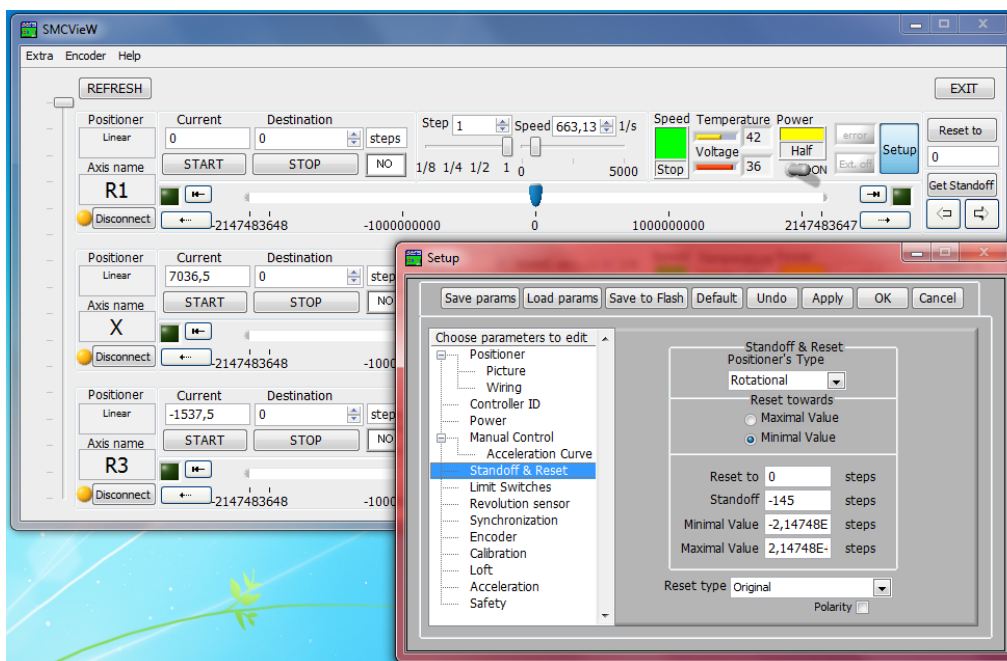 SMCVieW
Extra Encoder Help
REFRESH EXIT
Positioner Current Destination Step 1 Speed 663,13 1/s Speed Temperature Power
Linear 0 0 steps 42 error Setup Reset to
Axis name START STOP NO 1/8 1/4 1/2 1 0 5000 Stop Voltage 36 Half ON Ext. off 0
R1 Get Standoff
Disconnect -2147483648 -1000000000 0 1000000000 2147483647
Positioner Current Destination
Linear 7036,5 0 step
Axis name START STOP NO
X
Disconnect -2147483648 -1000
Positioner Current Destination
Linear -1537,5 0 step
Axis name START STOP NO
R3
Disconnect -2147483648 -1000
Setup
Save params Load params Save to Flash Default Undo Apply OK Cancel
Choose parameters to edit
Positioner
Picture
Wiring
Controller ID
Power
Manual Control
Acceleration Curve
Standoff & Reset
Limit Switches
Revolution sensor
Synchronization
Encoder
Calibration
Loft
Acceleration
Safety
Standoff & Reset
Positioner's Type
Rotational
Reset towards
Maximal Value
Minimal Value
Reset to 0 steps
Standoff -145 steps
Minimal Value -2,14748E steps
Maximal Value 2,14748E- steps
Reset type Original
Polarity